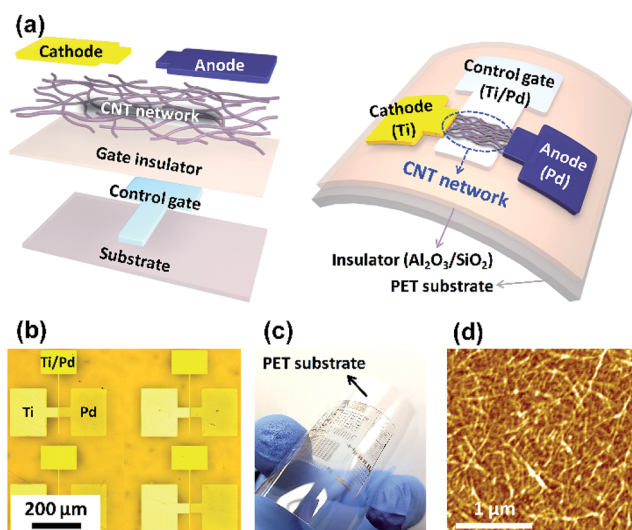 (a)
Cathode
Anode
CNT network
Gate insulator
Control gate
Substrate
Control gate
(Ti/Pd)
Cathode
(Ti)
Anode
(Pd)
CNT network
Insulator (Al₂O₃/SiO₂)
PET substrate
(b)
Ti/Pd
Ti
Pd
200 μm
(c)
PET substrate
(d)
1 μm